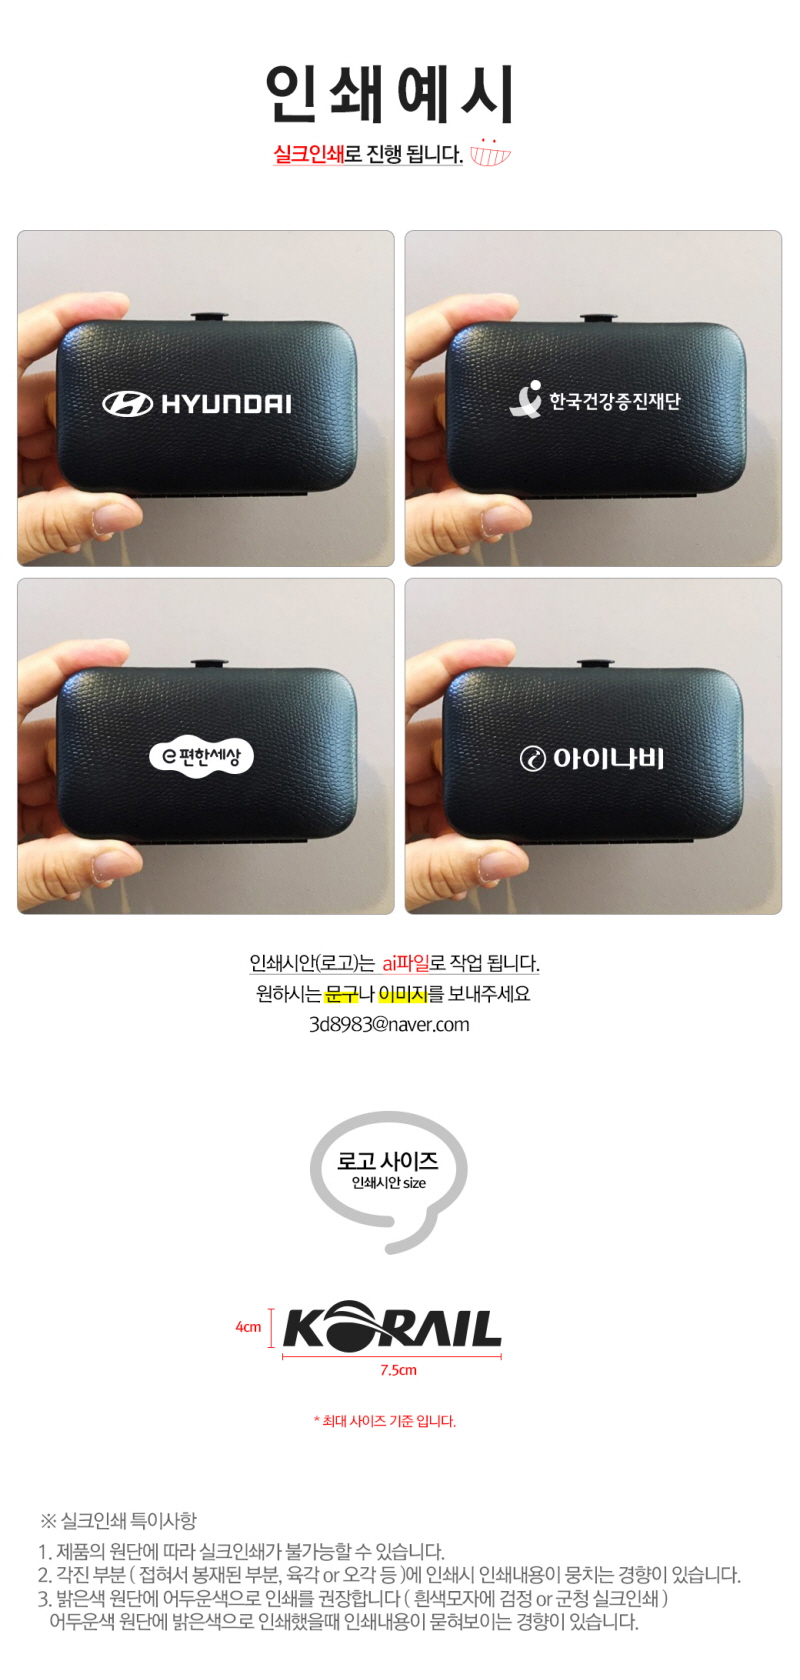 인쇄예시
실크인쇄로 진행 됩니다.
HYUNDAI
한국건강증진재단
e편한세상
아이나비
인쇄시안(로고)는 ai파일로 작업 됩니다.
원하시는 문구나 이미지를 보내주세요
3d8983@naver.com
로고 사이즈
인쇄시안 size
4cm
KORAIL
7.5cm
* 최대 사이즈 기준 입니다.
※ 실크인쇄 특이사항
1. 제품의 원단에 따라 실크인쇄가 불가능할 수 있습니다.
2. 각진 부분 ( 접혀서 봉재된 부분, 육각 or 오각 등 )에 인쇄시 인쇄내용이 뭉치는 경향이 있습니다.
3. 밝은색 원단에 어두운색으로 인쇄를 권장합니다 ( 흰색모자에 검정 or 군청 실크인쇄 )
어두운색 원단에 밝은색으로 인쇄했을때 인쇄내용이 묻혀보이는 경향이 있습니다.